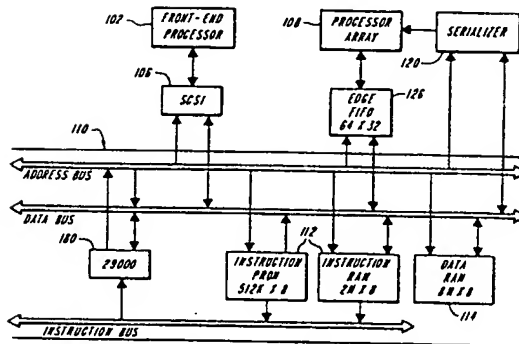 102
FRONT-END
PROCESSOR
108
PROCESSOR
ARRAY
SERIALIZER
120
106
SCSI
EDGE
FIFO
64 X 32
126
110
ADDRESS BUS
DATA BUS
180
29000
INSTRUCTION
PROM
512K X 8
112
INSTRUCTION
RAM
2M X 8
DATA
RAM
8M X 8
114
INSTRUCTION BUS